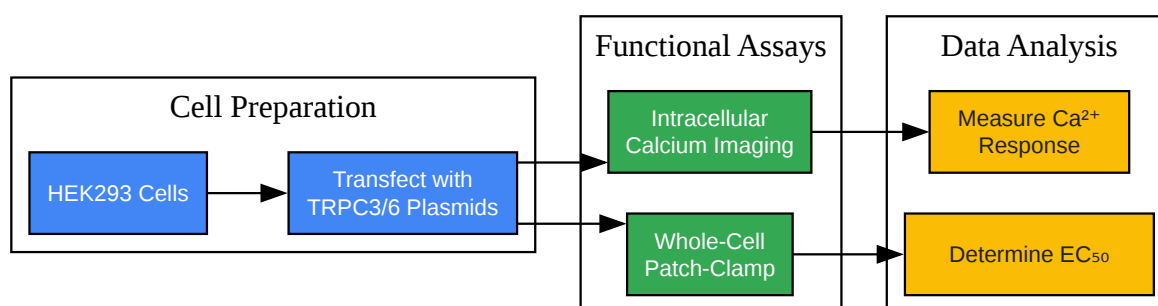 Cell Preparation
HEK293 Cells
Transfect with
TRPC3/6 Plasmids
Functional Assays
Intracellular
Calcium Imaging
Whole-Cell
Patch-Clamp
Data Analysis
Measure Ca²⁺
Response
Determine EC₅₀